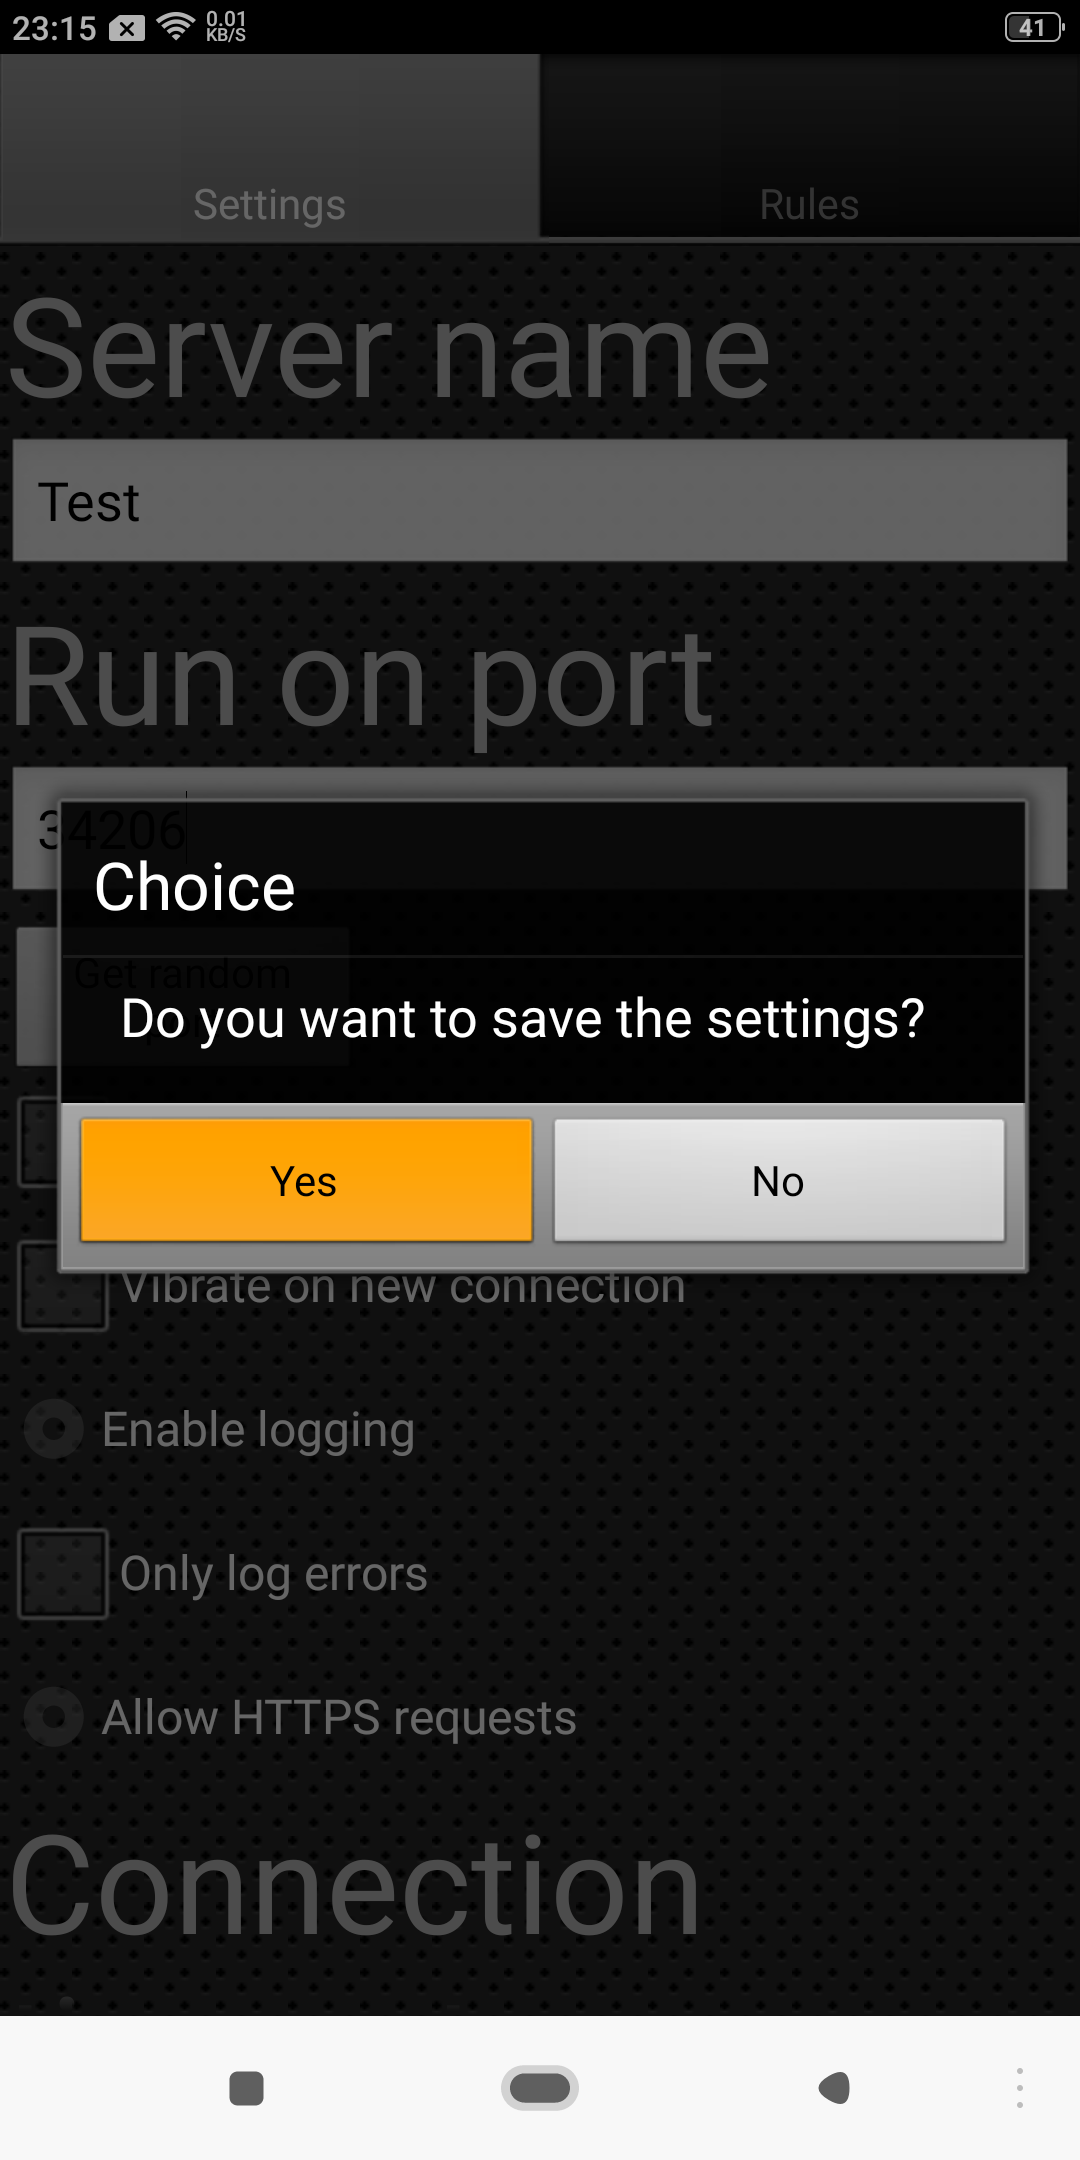 23:15 0.01 KB/S 41
Settings Rules
Server name
Test
Run on port
34206
Choice
Get random
Do you want to save the settings?
Yes No
Vibrate on new connection
Enable logging
Only log errors
Allow HTTPS requests
Connection